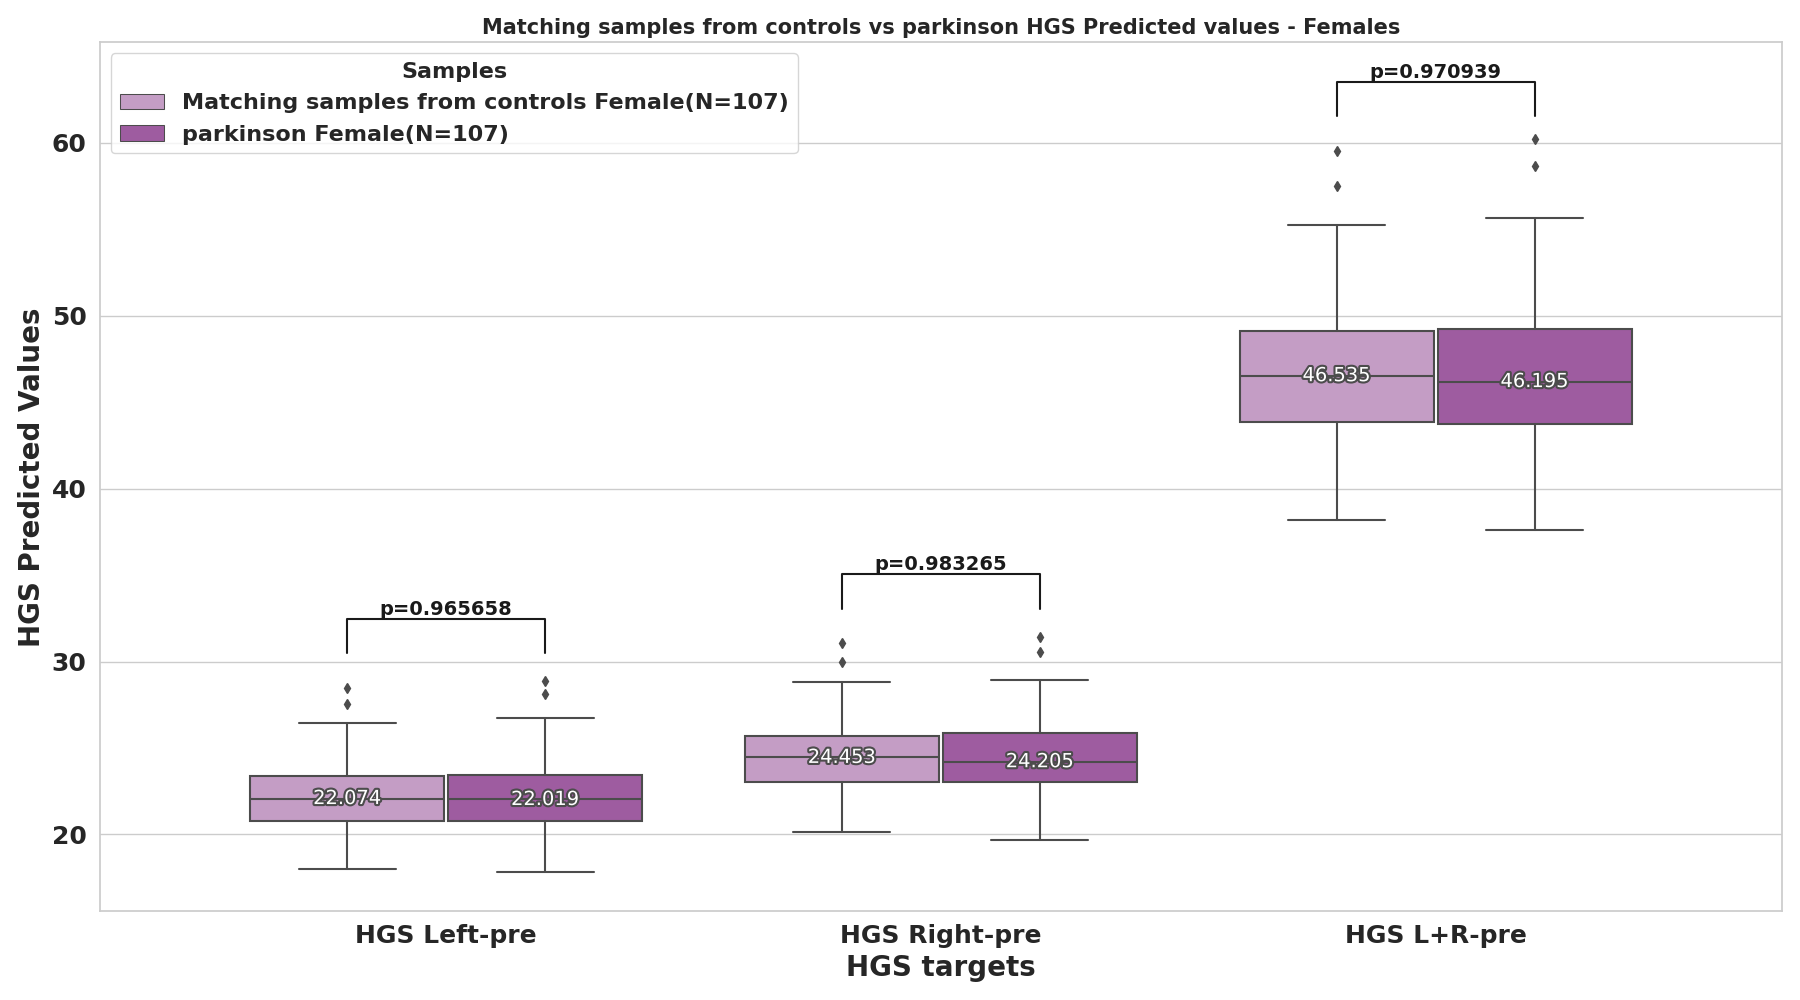 Matching samples from controls vs parkinson HGS Predicted values - Females
Samples
Matching samples from controls Female(N=107)
parkinson Female(N=107)
HGS Predicted Values
60
50
40
30
20
p=0.965658
p=0.983265
p=0.970939
22.074
22.019
24.453
24.205
46.535
46.195
HGS Left-pre
HGS Right-pre
HGS L+R-pre
HGS targets